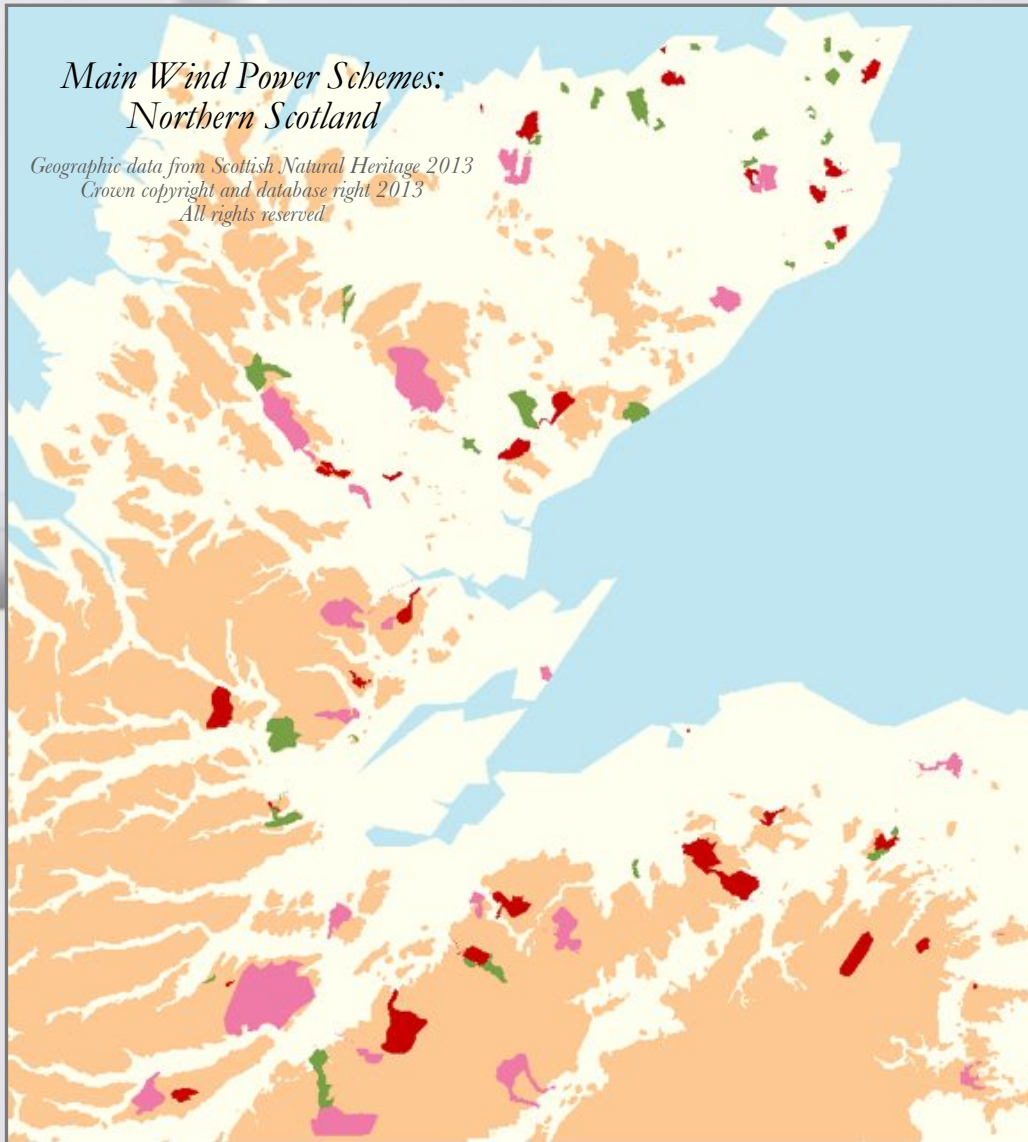 Main Wind Power Schemes:
Northern Scotland
Geographic data from Scottish Natural Heritage 2013
Crown copyright and database right 2013
All rights reserved